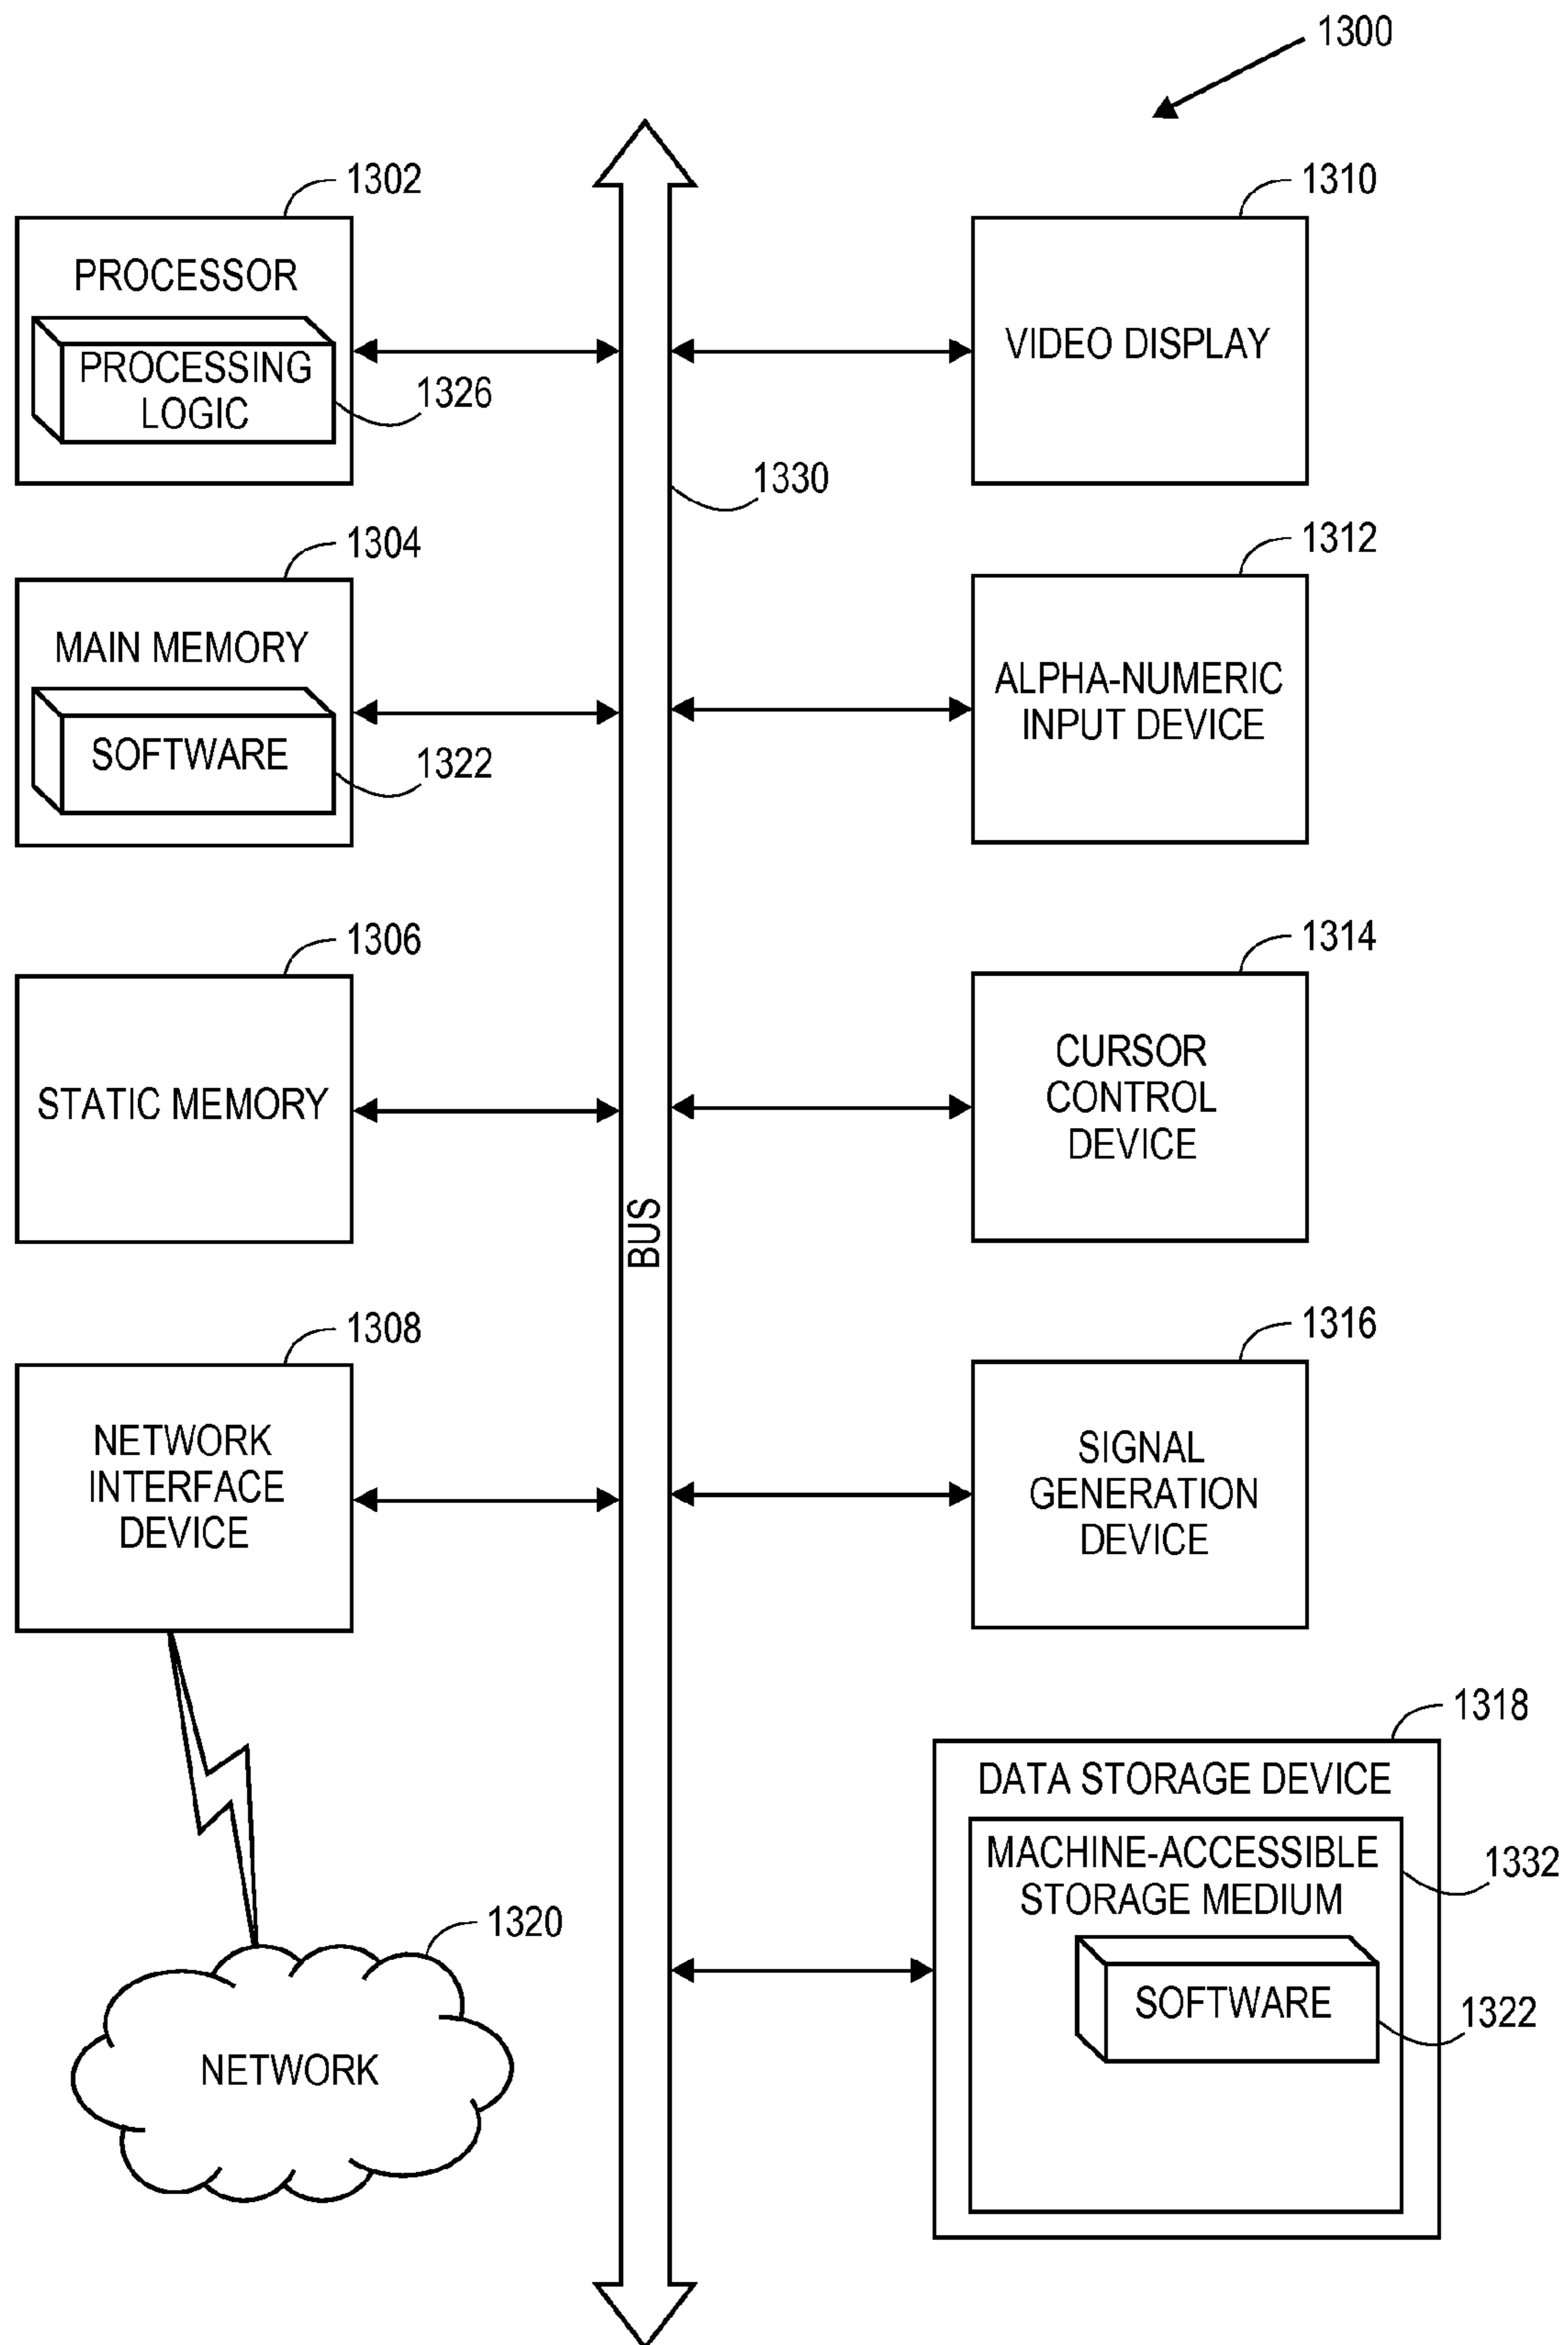 1300
1302
PROCESSOR
PROCESSING
LOGIC
1326
1304
MAIN MEMORY
SOFTWARE
1322
1306
STATIC MEMORY
1308
NETWORK
INTERFACE
DEVICE
1320
NETWORK
1330
BUS
1310
VIDEO DISPLAY
1312
ALPHA-NUMERIC
INPUT DEVICE
1314
CURSOR
CONTROL
DEVICE
1316
SIGNAL
GENERATION
DEVICE
1318
DATA STORAGE DEVICE
MACHINE-ACCESSIBLE
STORAGE MEDIUM
1332
SOFTWARE
1322